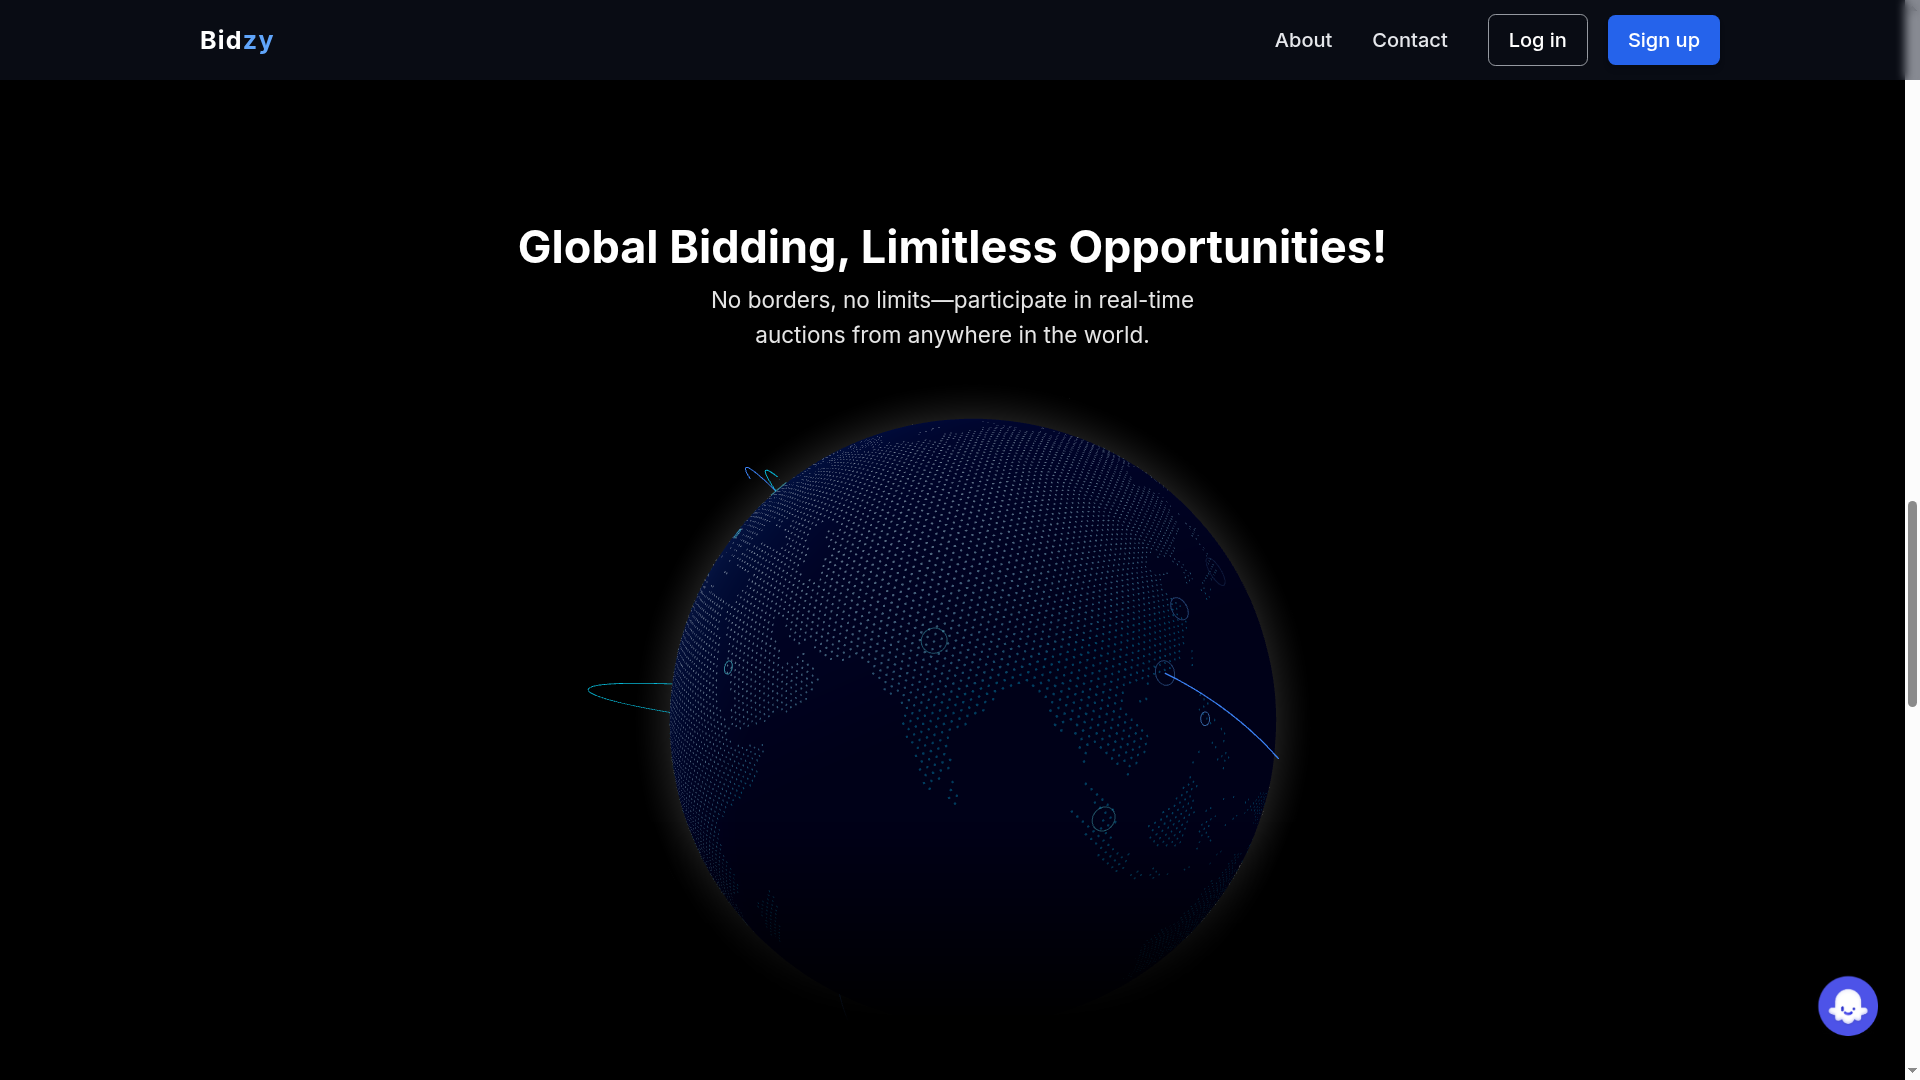 Bidzy
About
Contact
Log in
Sign up
Global Bidding, Limitless Opportunities!
No borders, no limits—participate in real-time
auctions from anywhere in the world.